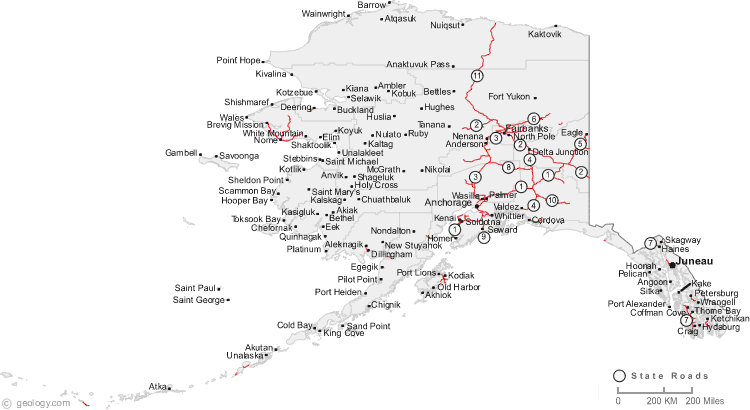 Barrow
Wainwright
Atqasuk
Nuiqsut
Kaktovik
Point Hope
Anaktuvuk Pass
Kivalina
11
Kotzebue
Kiana
Ambler
Kobuk
Bettles
Fort Yukon
Selawik
Shishmaref
Deering
Buckland
Hughes
Wales
Huslia
6
Brevig Mission
Tanana
2
Fairbanks
White Mountain
Koyuk
Nulato
Ruby
Nenana
3
North Pole
Eagle
Nome
Elim
Anderson
2
5
Shaktoolik
Kaltag
Delta Junction
Gambell
Savoonga
Unalakleet
4
Stebbins
Saint Michael
8
Kotlik
McGrath
Nikolai
1
2
Sheldon Point
Anvik
Shageluk
3
Holy Cross
1
Scammon Bay
Saint Mary's
Wasilla
Palmer
Hooper Bay
Kalskag
Chuathbaluk
Anchorage
10
Kasigluk
Akiak
Valdez
4
Toksook Bay
Bethel
Kenai
Soldotna
Whittier
Cordova
Chefornak
Eek
1
Seward
Quinhagak
Nondalton
Homer
9
Platinum
Aleknagik
New Stuyahok
7
Skagway
Dillingham
Haines
Egegik
Juneau
Port Lions
Kodiak
Hoonah
Pelican
Pilot Point
Angoon
Kake
Saint Paul
Old Harbor
Sitka
Petersburg
Port Heiden
Akhiok
Saint George
Wrangell
Chignik
Port Alexander
Coffman Cove
Thorne Bay
7
Ketchikan
Cold Bay
Sand Point
Craig
Hydaburg
King Cove
Akutan
Unalaska
State Roads
Atka
0 200 KM 200 Miles
© geology.com